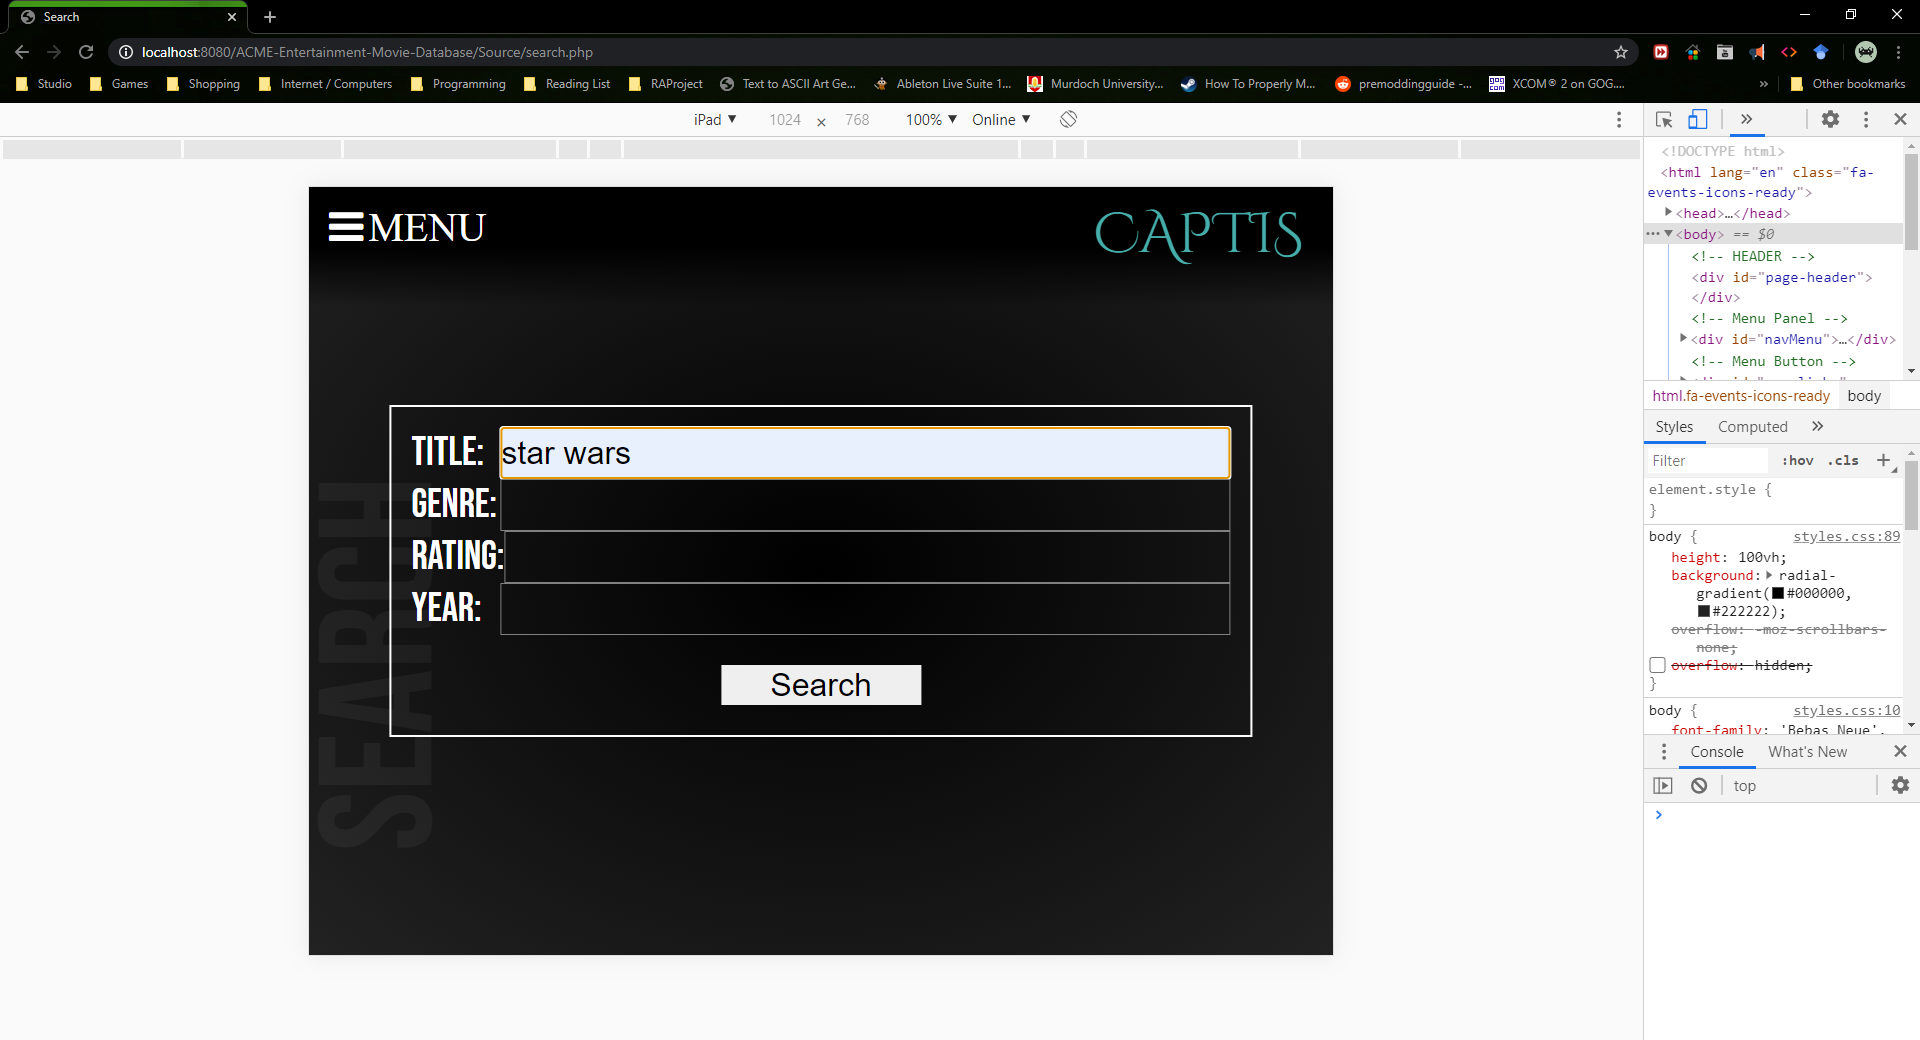 Search
localhost:8080/ACME-Entertainment-Movie-Database/Source/search.php
Studio
Games
Shopping
Internet / Computers
Programming
Reading List
RAProject
Text to ASCII Art Ge...
Ableton Live Suite 1...
Murdoch University...
How To Properly M...
premoddingguide -...
XCOM® 2 on GOG....
»
Other bookmarks
iPad ▼ 1024 × 768 100% ▼ Online ▼
MENU
CAPTIS
SEARCH
TITLE: star wars
GENRE:
RATING:
YEAR:
Search
<!DOCTYPE html>
<html lang="en" class="fa-
events-icons-ready">
<head>…</head>
<body> == $0
<!-- HEADER -->
<div id="page-header">
</div>
<!-- Menu Panel -->
<div id="navMenu">…</div>
<!-- Menu Button -->
html.fa-events-icons-ready body
Styles Computed »
Filter :hov .cls +
element.style {
}
body { styles.css:89
height: 100vh;
background: radial-
gradient( #000000,
#222222);
overflow: -moz-scrollbars-
none;
overflow: hidden;
}
body { styles.css:10
font-family: 'Bebas Neue',
Console What's New
top